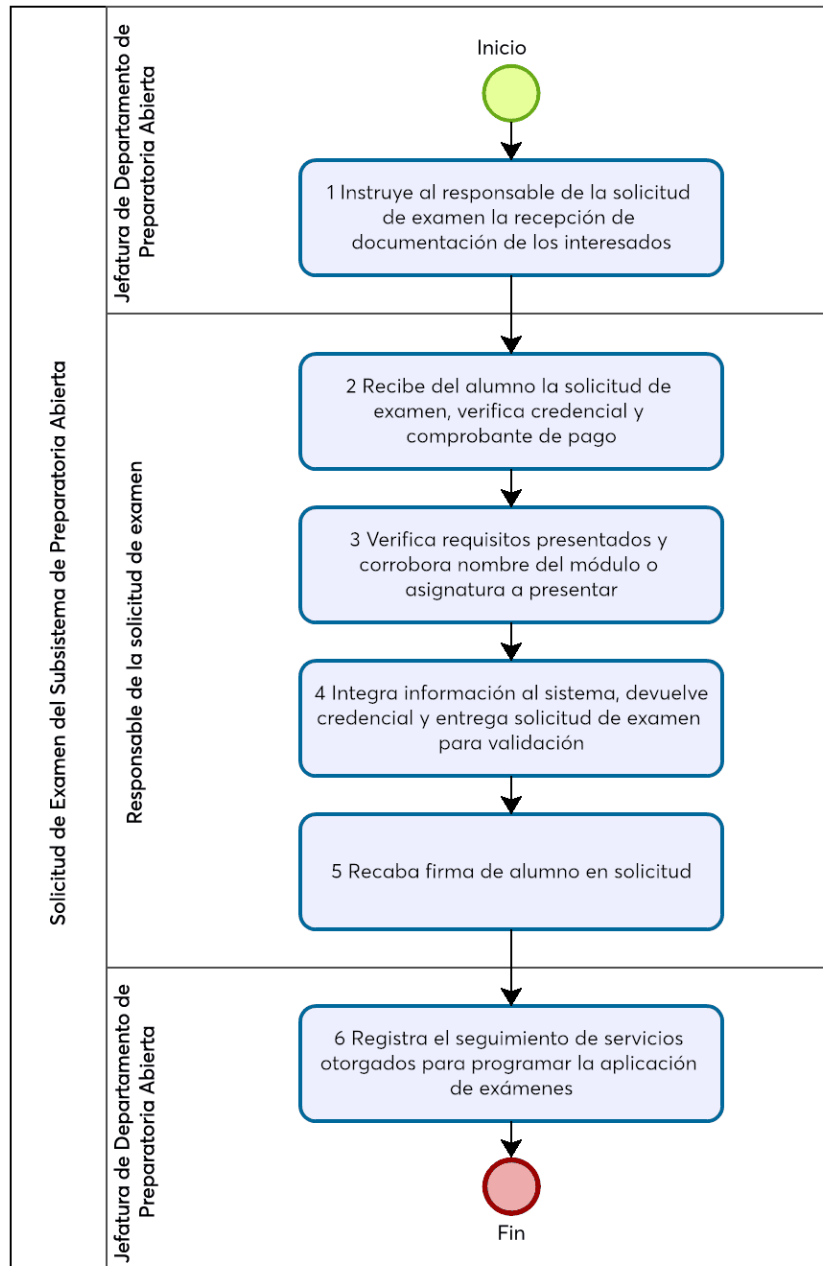 Solicitud de Examen del Subsistema de Preparatoria Abierta
Jefatura de Departamento de
Preparatoria Abierta
Inicio
1 Instruye al responsable de la solicitud
de examen la recepción de
documentación de los interesados
Responsable de la solicitud de examen
2 Recibe del alumno la solicitud de
examen, verifica credencial y
comprobante de pago
3 Verifica requisitos presentados y
corrobora nombre del módulo o
asignatura a presentar
4 Integra información al sistema, devuelve
credencial y entrega solicitud de examen
para validación
5 Recaba firma de alumno en solicitud
Jefatura de Departamento de
Preparatoria Abierta
6 Registra el seguimiento de servicios
otorgados para programar la aplicación
de exámenes
Fin